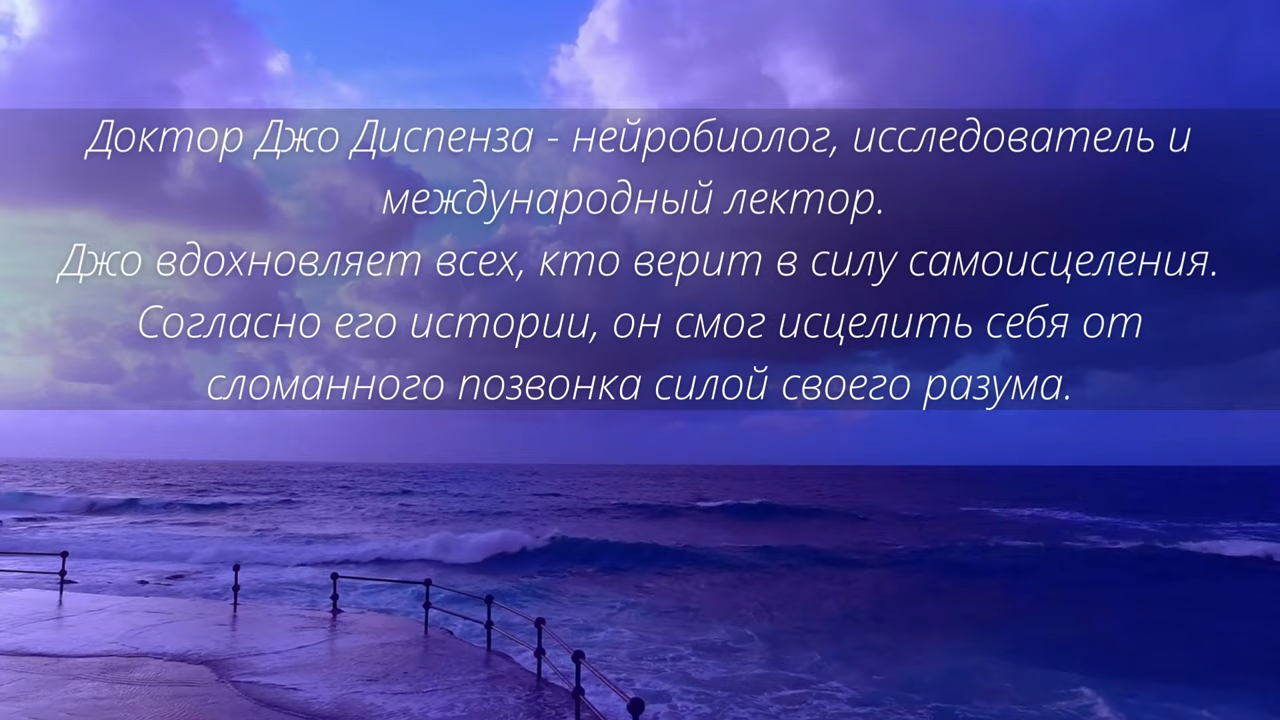 Доктор Джо Диспенза - нейробиолог, исследователь и
международный лектор.
Джо вдохновляет всех, кто верит в силу самоисцеления.
Согласно его истории, он смог исцелить себя от
сломанного позвонка силой своего разума.